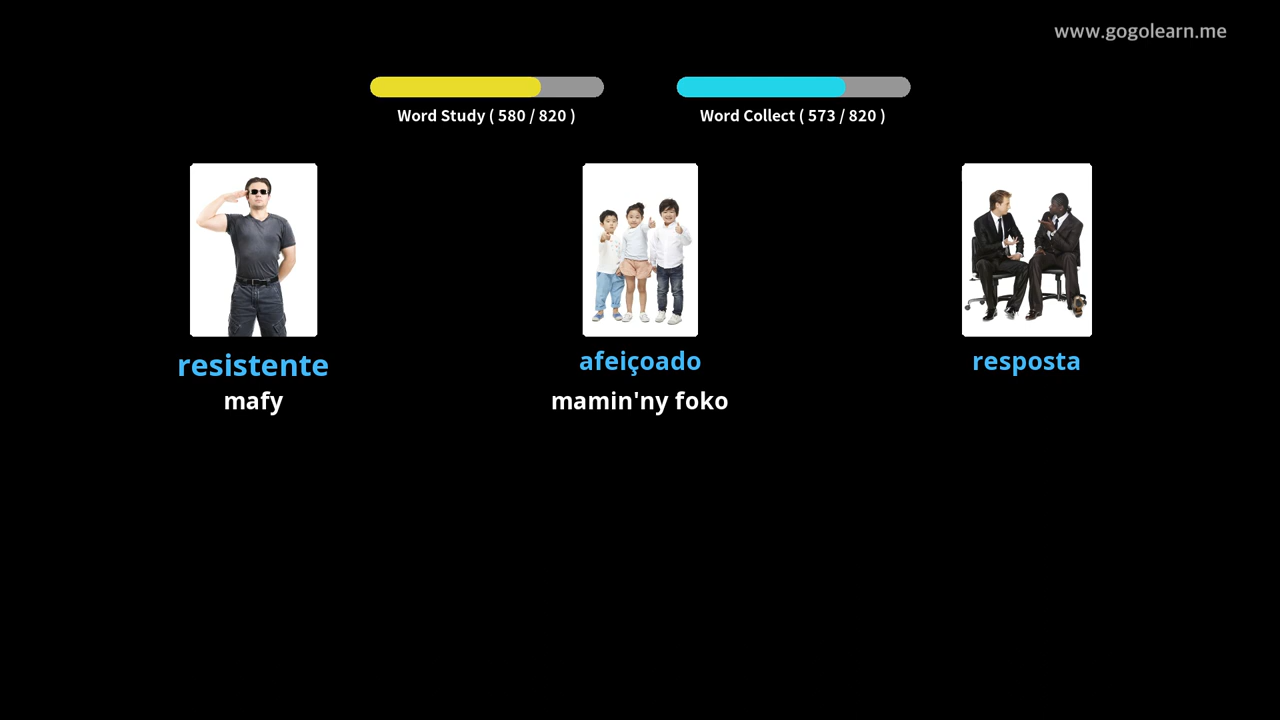 www.gogolearn.me
Word Study ( 580 / 820 )
Word Collect ( 573 / 820 )
resistente
mafy
afeiçoado
mamin'ny foko
resposta